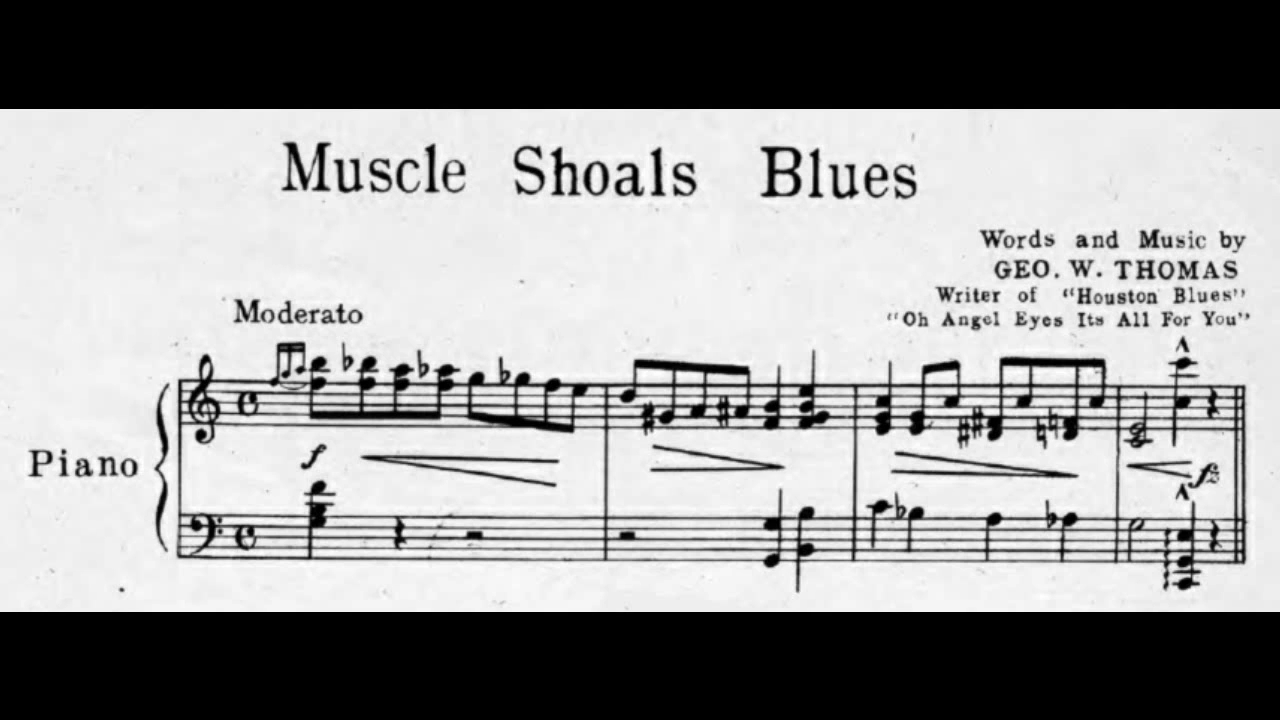 Muscle Shoals Blues
Words and Music by
GEO. W. THOMAS
Writer of "Houston Blues"
"Oh Angel Eyes Its All For You"
Moderato
Piano
f
fz